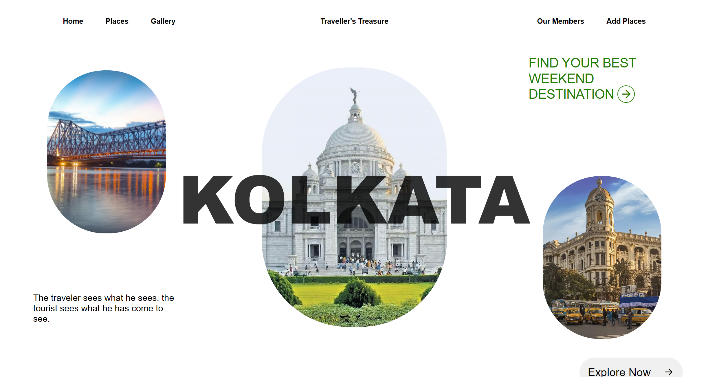 Home Places Gallery Traveller's Treasure Our Members Add Places
FIND YOUR BEST
WEEKEND
DESTINATION
KOLKATA
The traveler sees what he sees. the
tourist sees what he has come to
see.
Explore Now